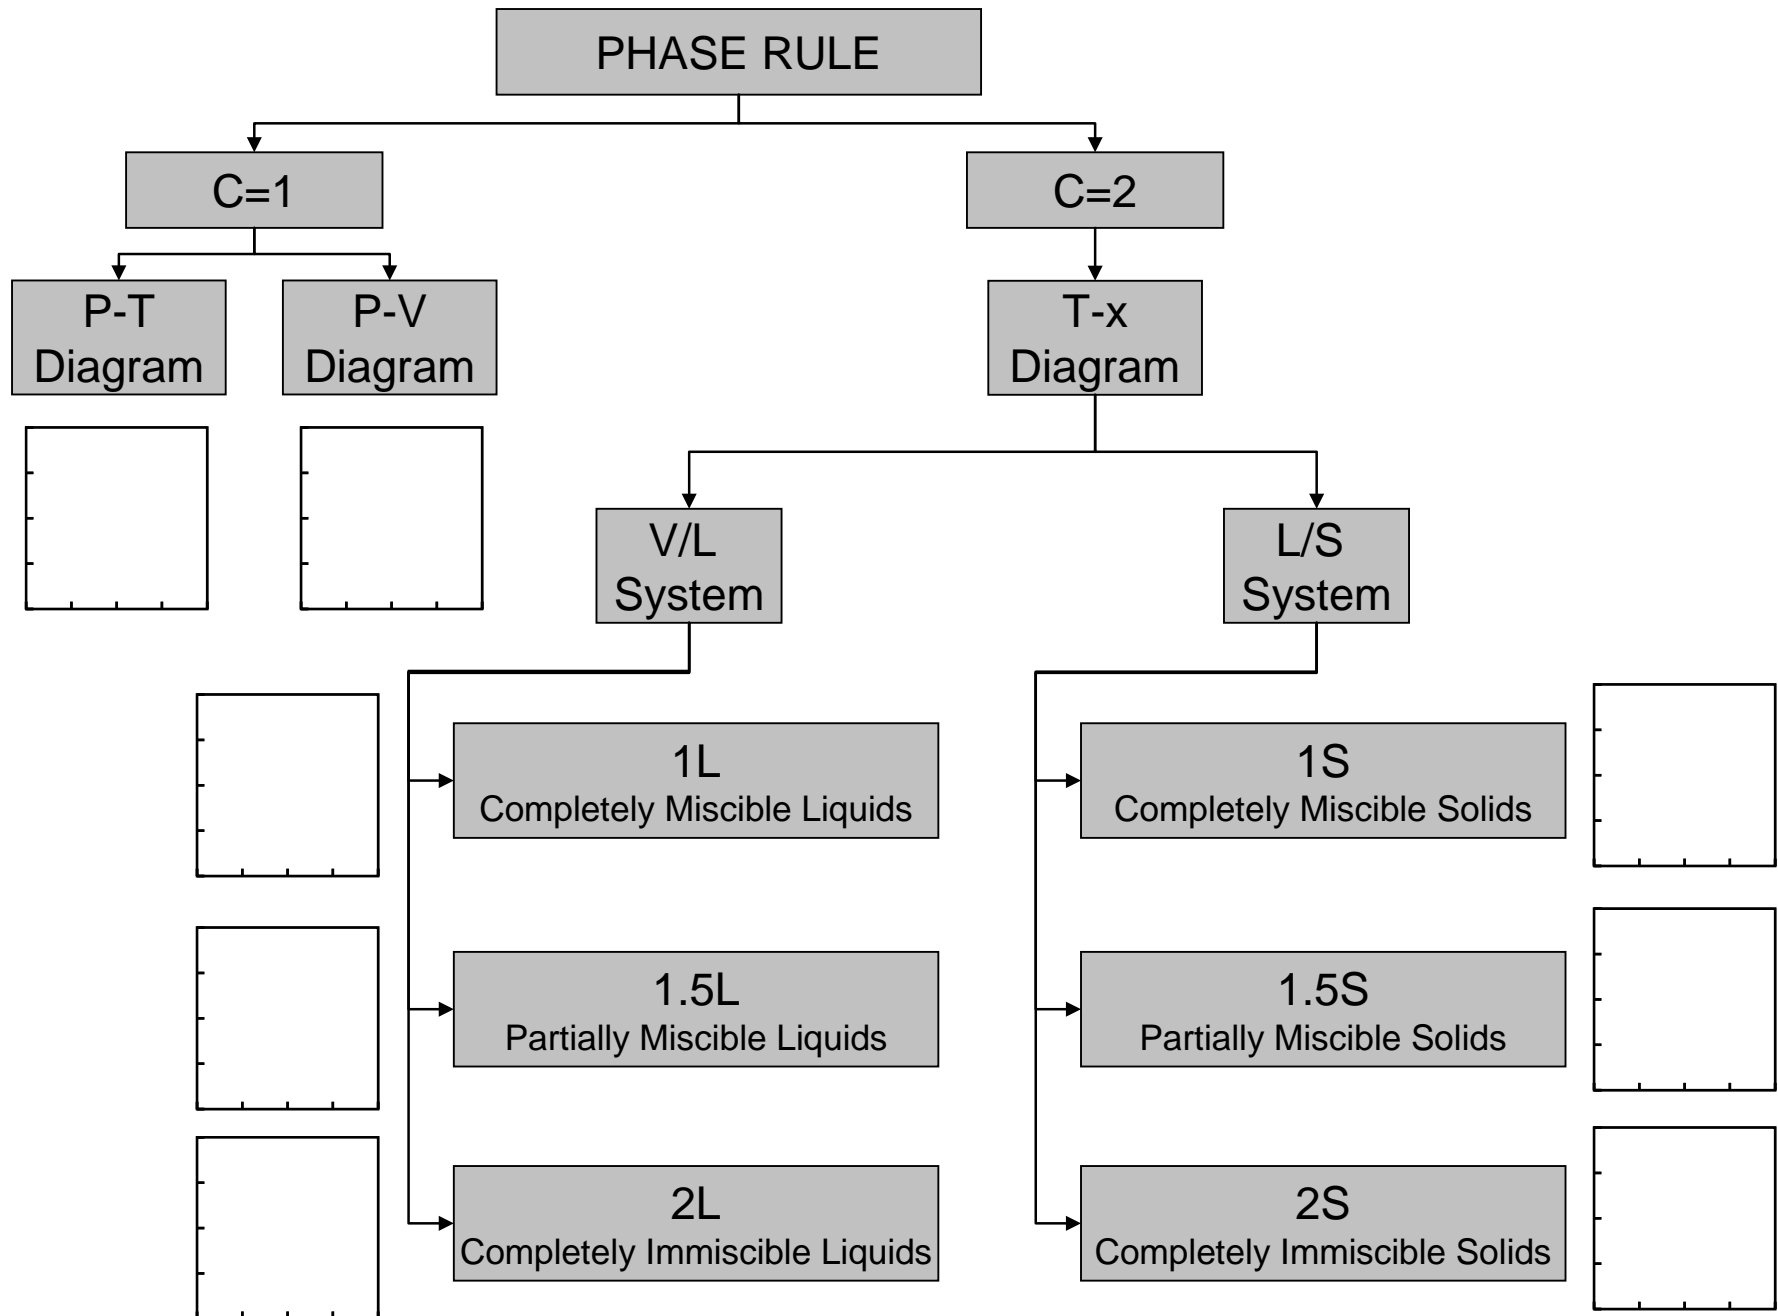 PHASE RULE
C=1
C=2
P-T
Diagram
P-V
Diagram
T-x
Diagram
V/L
System
L/S
System
1L
Completely Miscible Liquids
1S
Completely Miscible Solids
1.5L
Partially Miscible Liquids
1.5S
Partially Miscible Solids
2L
Completely Immiscible Liquids
2S
Completely Immiscible Solids